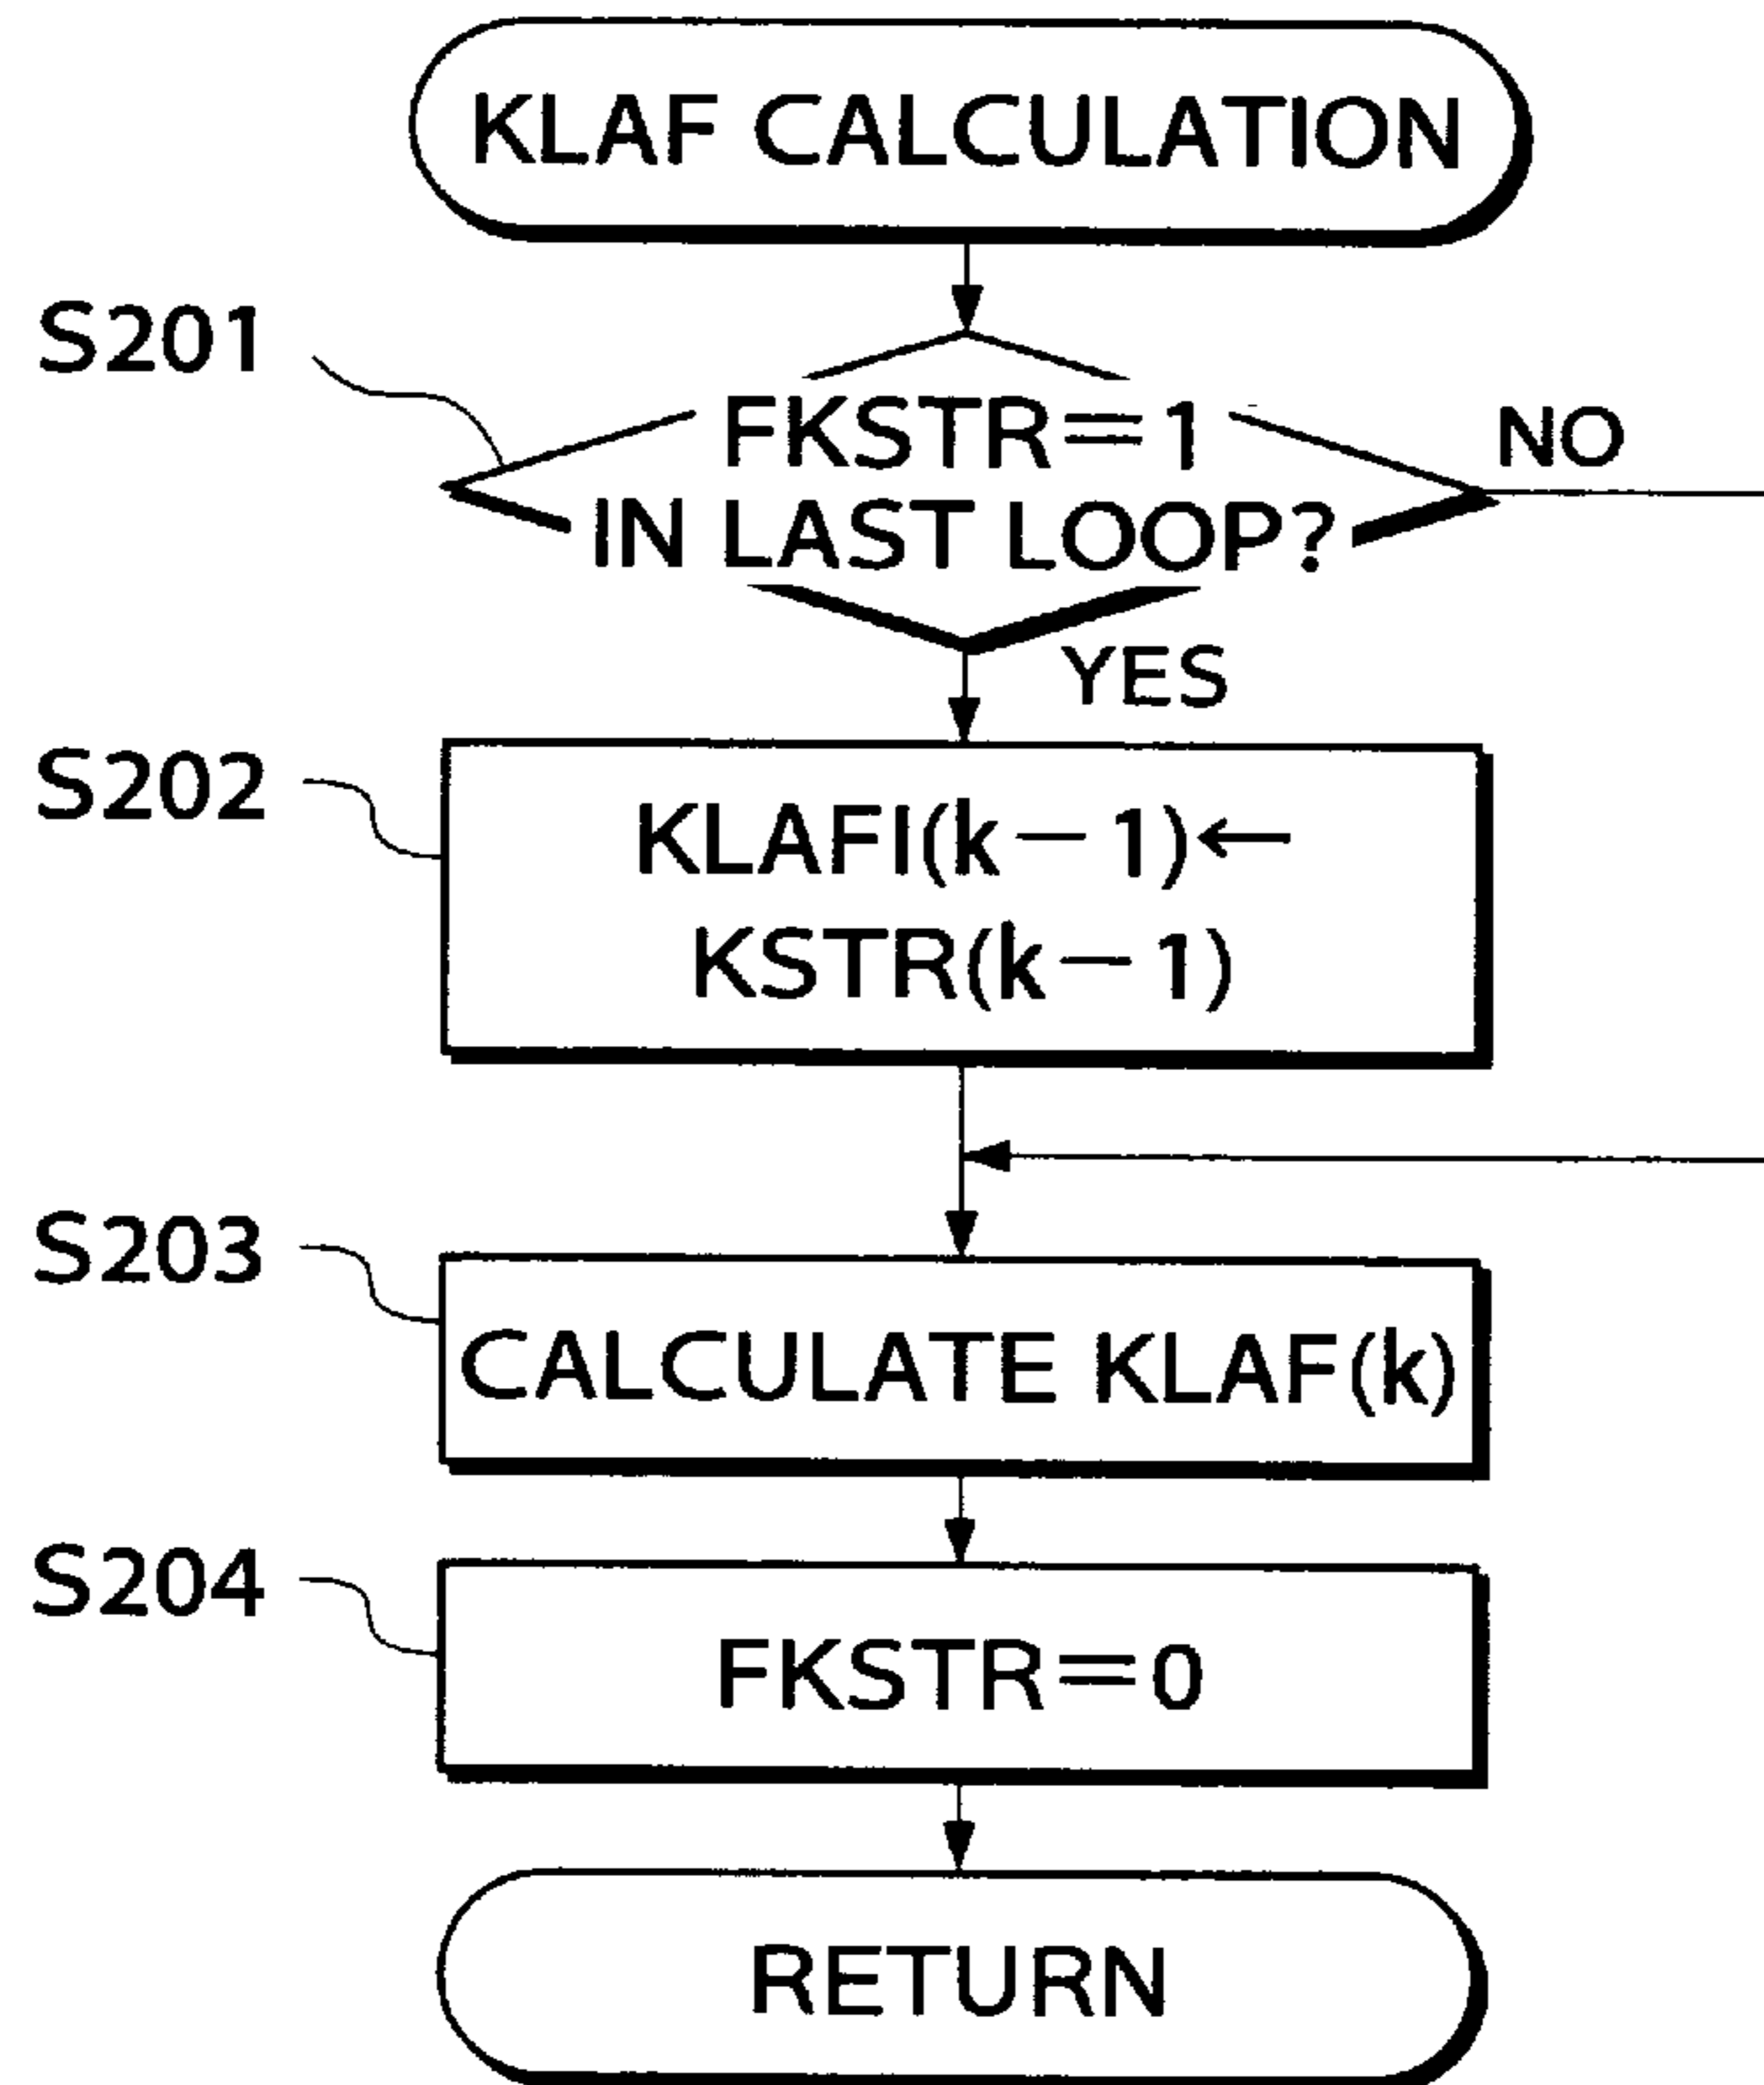 KLAF CALCULATION
S201
FKSTR=1
IN LAST LOOP?
NO
YES
S202
KLAFI(k-1)←
KSTR(k-1)
S203
CALCULATE KLAF(k)
S204
FKSTR=0
RETURN